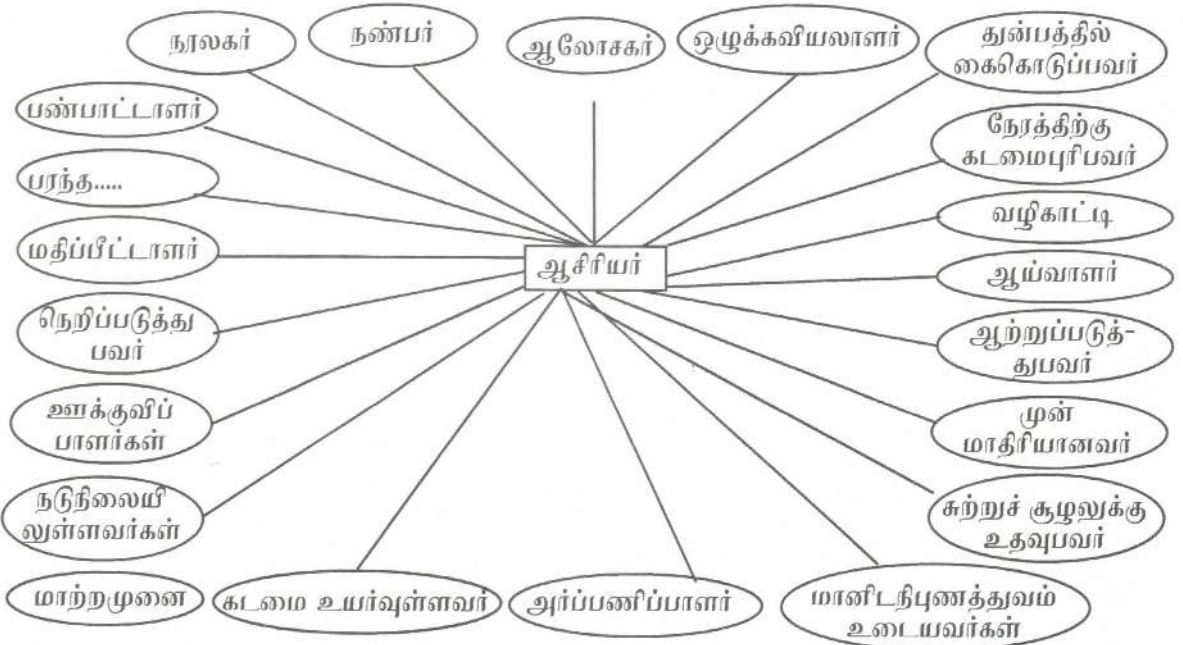 நூலகர்
நண்பர்
ஆலோசகர்
ஒழுக்கவியலாளர்
துன்பத்தில்
கைகொடுப்பவர்
பண்பாட்டாளர்
நேரத்திற்கு
கடமைபுரிபவர்
பரந்த.....
வழிகாட்டி
மதிப்பீட்டாளர்
ஆசிரியர்
ஆய்வாளர்
நெறிப்படுத்து
பவர்
ஆற்றுப்படுத்-
துபவர்
ஊக்குவிப்
பாளர்கள்
முன்
மாதிரியானவர்
நடுநிலையி
லுள்ளவர்கள்
சுற்றுச் சூழலுக்கு
உதவுபவர்
மாற்றமுனை
கடமை உயர்வுள்ளவர்
அர்ப்பணிப்பாளர்
மானிடநிபுணத்துவம்
உடையவர்கள்